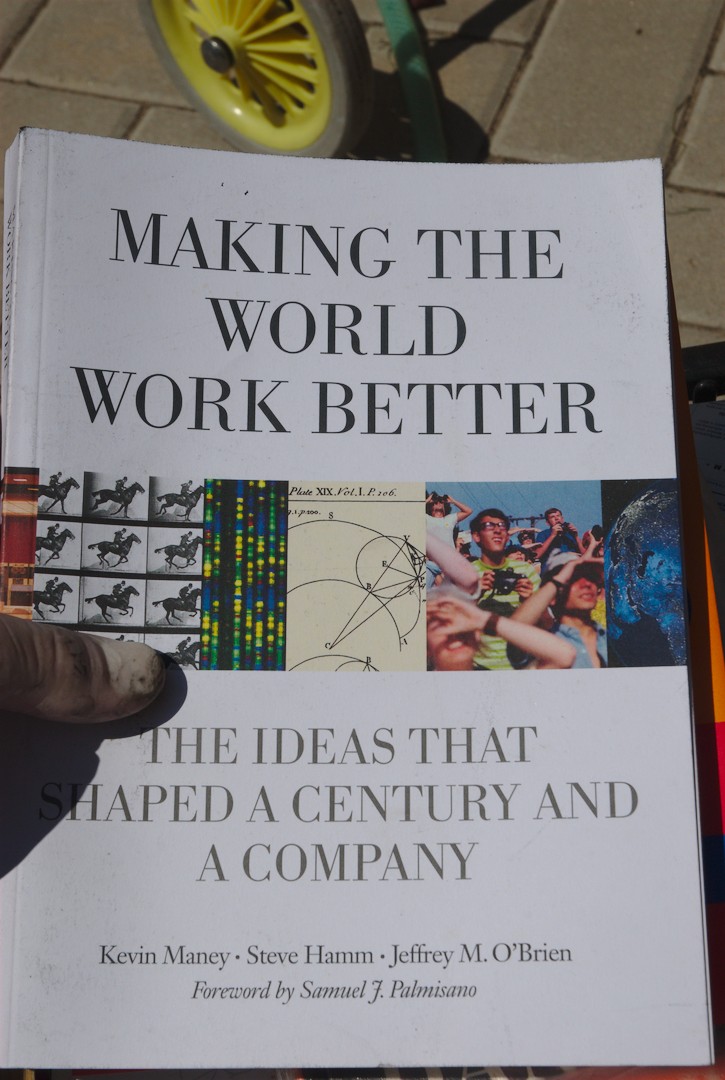 MAKING THE
WORLD
WORK BETTER
Plate XIX. Vol. I. P. 206.
THE IDEAS THAT
SHAPED A CENTURY AND
A COMPANY
Kevin Maney • Steve Hamm • Jeffrey M. O'Brien
Foreword by Samuel J. Palmisano